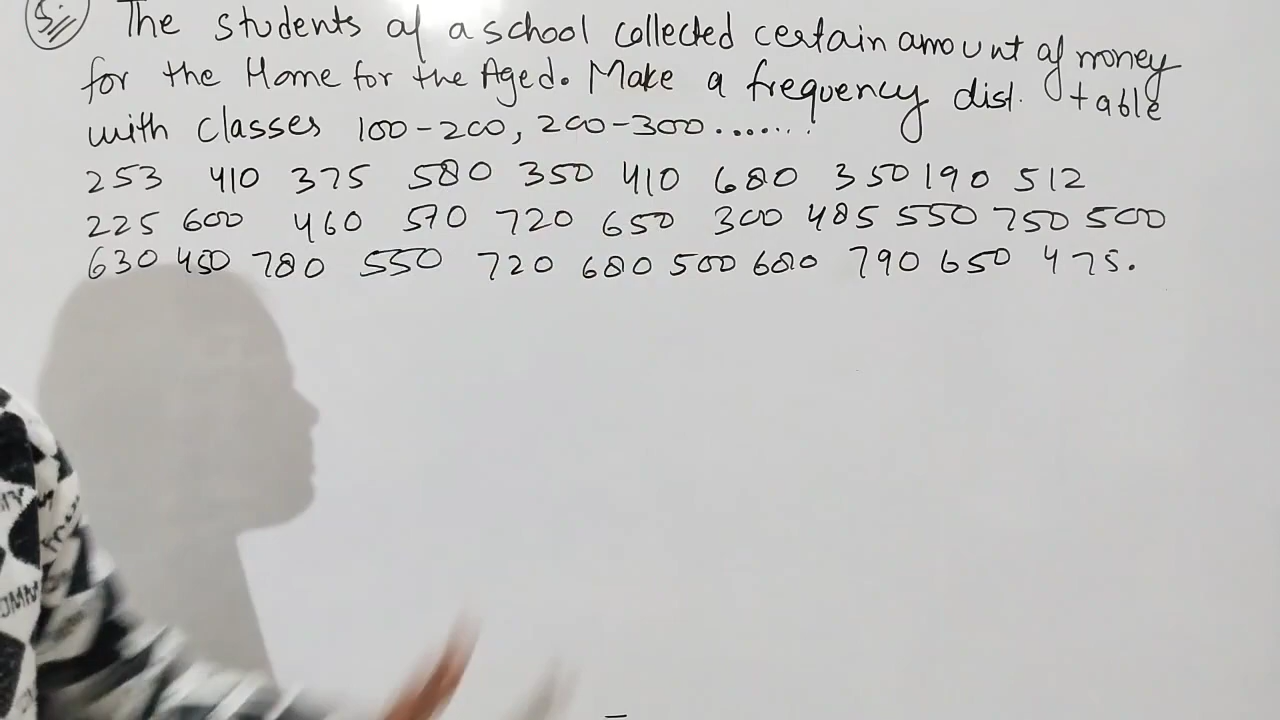 5. The students of a school collected certain amount of money
for the Home for the Aged. Make a frequency dist. table
with classes 100-200, 200-300.......
253 410 375 580 350 410 680 350 190 512
225 600 460 570 720 650 300 485 550 750 500
630 450 780 550 720 680 500 680 790 650 475.